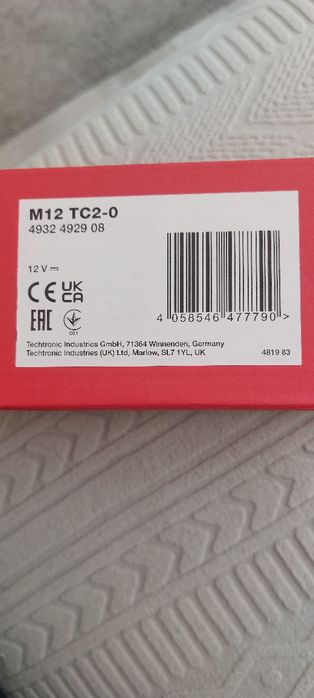 M12 TC2-0
4932 4929 08
12 V ⎓
CE UK CA
EAC
001
4 058546 477790 >
Techtronic Industries GmbH, 71364 Winnenden, Germany
Techtronic Industries (UK) Ltd, Marlow, SL7 1YL, UK
4819 83